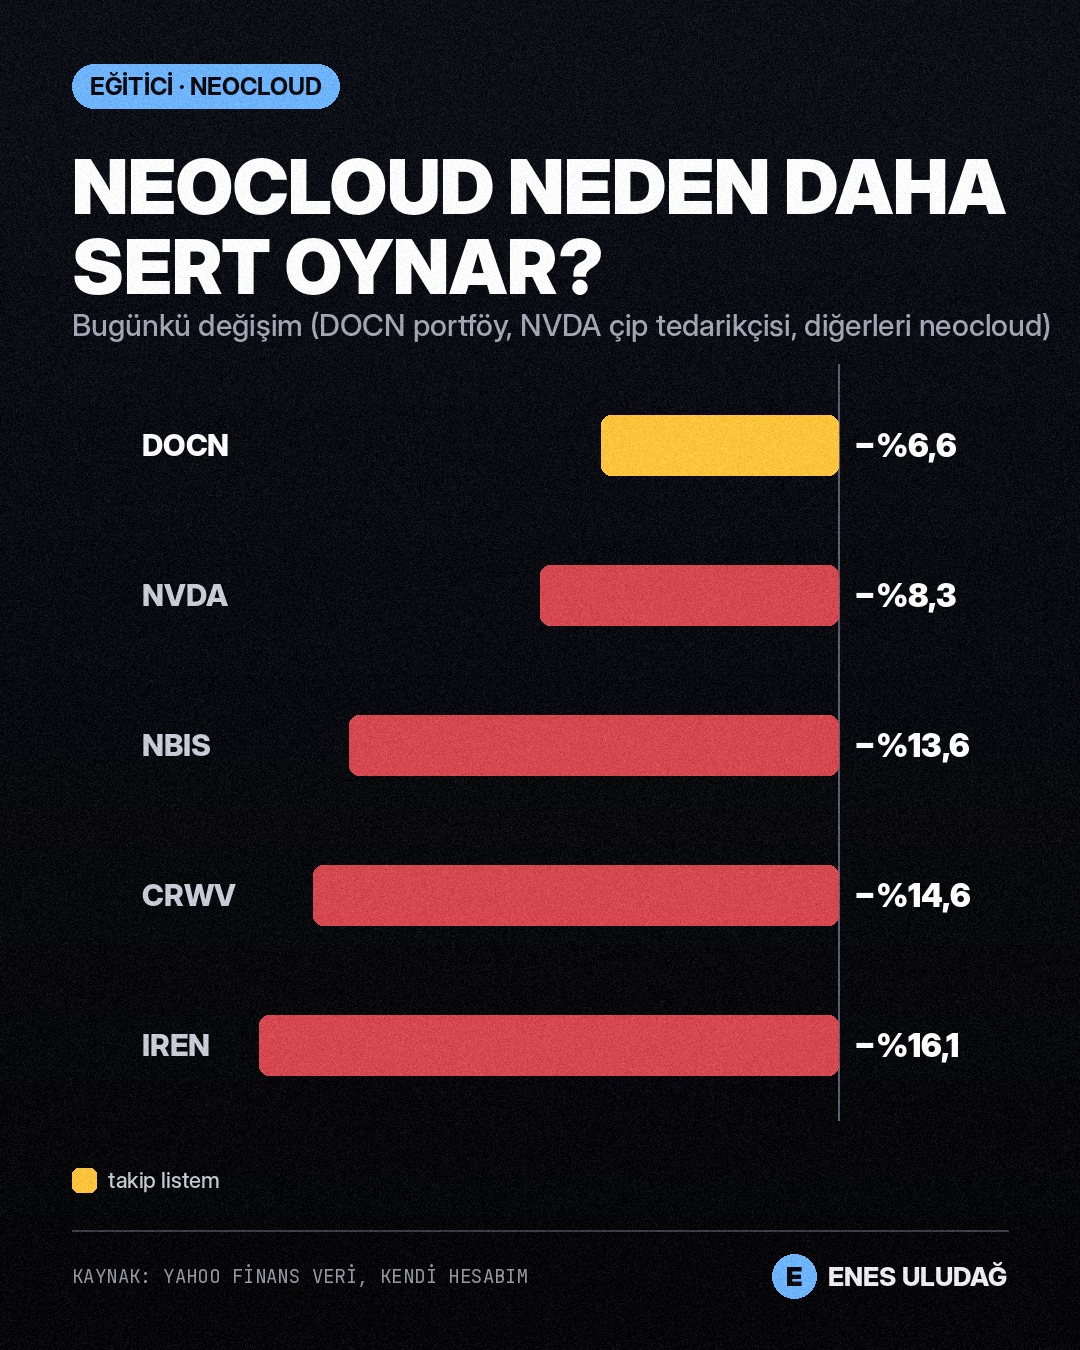 EĞİTİCİ · NEOCLOUD
NEOCLOUD NEDEN DAHA
SERT OYNAR?
Bugünkü değişim (DOCN portföy, NVDA çip tedarikçisi, diğerleri neocloud)
DOCN −%6,6
NVDA −%8,3
NBIS −%13,6
CRWV −%14,6
IREN −%16,1
takip listem
KAYNAK: YAHOO FİNANS VERİ, KENDİ HESABIM
E ENES ULUDAĞ